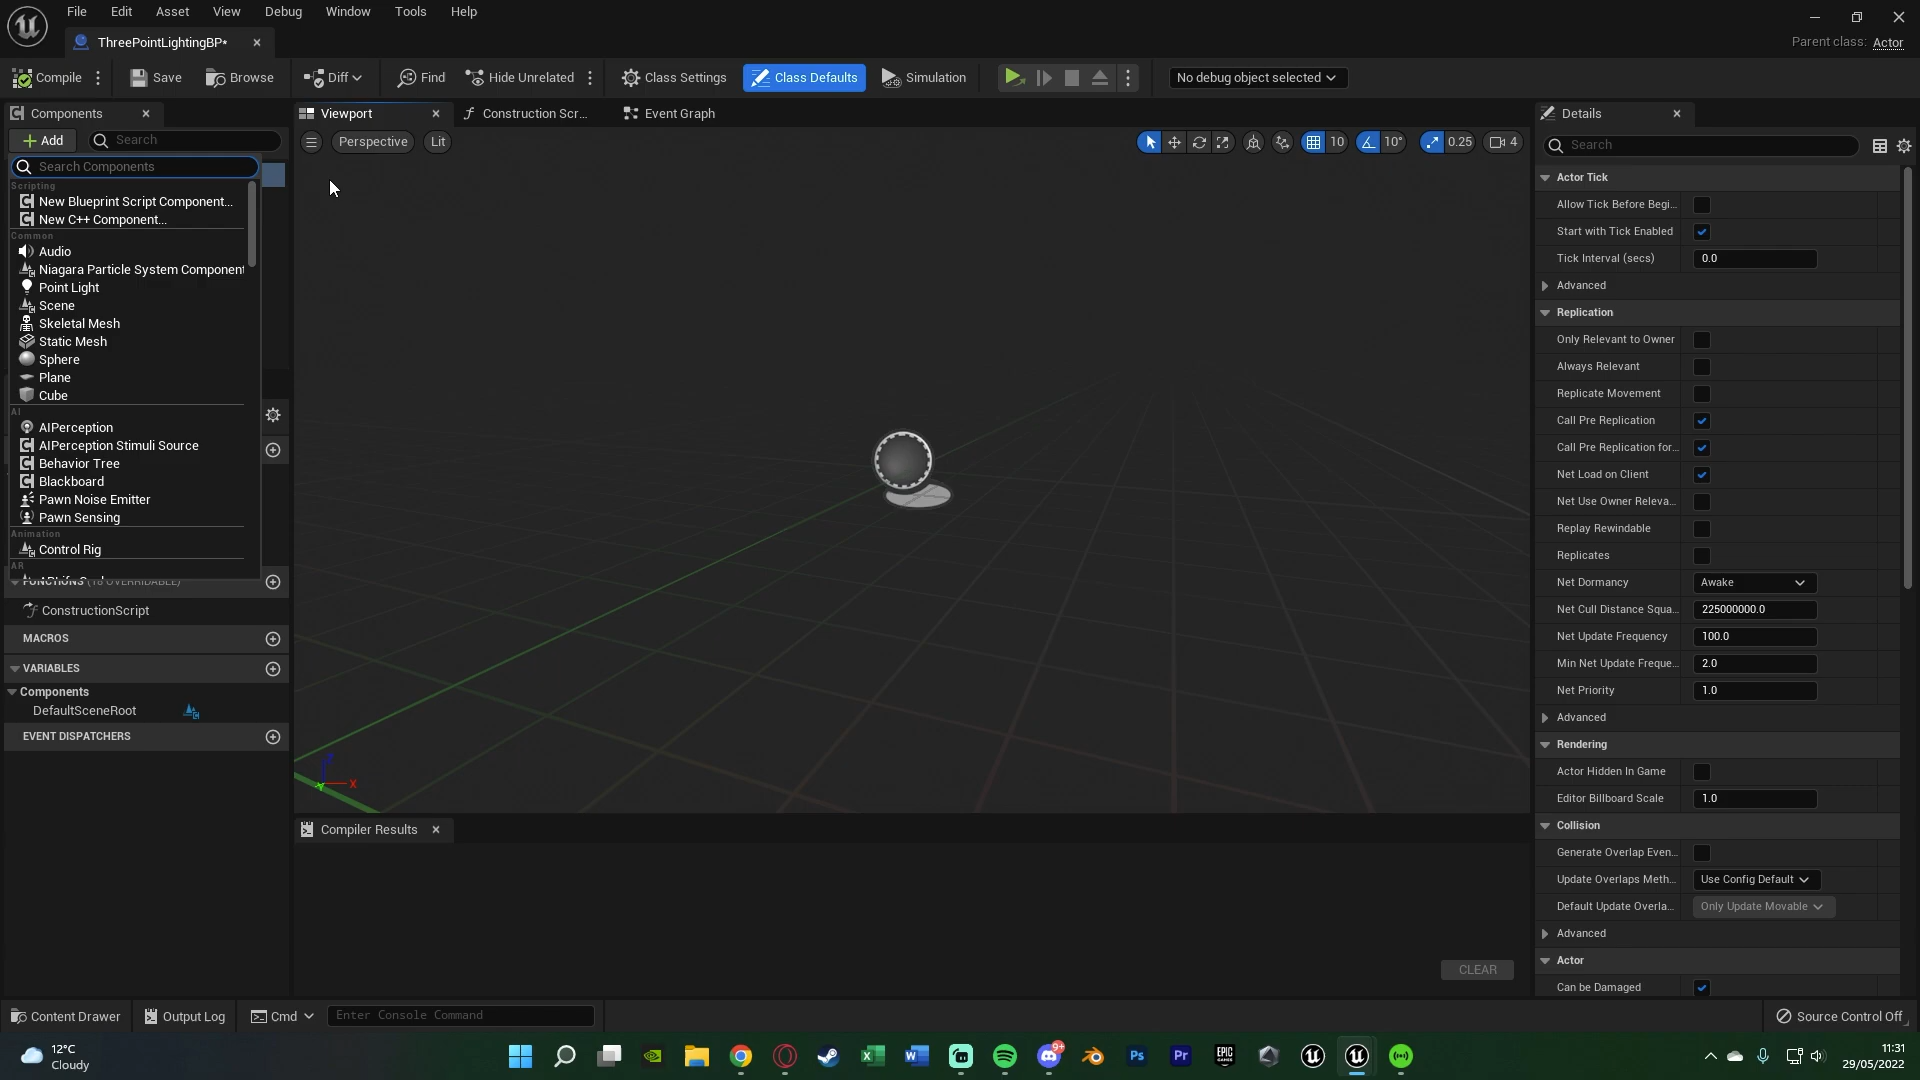 File Edit Asset View Debug Window Tools Help
ThreePointLightingBP*
Parent class: Actor
Compile Save Browse Diff Find Hide Unrelated Class Settings Class Defaults Simulation No debug object selected
Components
Viewport Construction Scr... Event Graph
Details
Add Search
Search Components
Scripting
New Blueprint Script Component...
New C++ Component...
Common
Audio
Niagara Particle System Component
Point Light
Scene
Skeletal Mesh
Static Mesh
Sphere
Plane
Cube
AI
AIPerception
AIPerception Stimuli Source
Behavior Tree
Blackboard
Pawn Noise Emitter
Pawn Sensing
Animation
Control Rig
AR
ConstructionScript
MACROS
VARIABLES
Components
DefaultSceneRoot
EVENT DISPATCHERS
Perspective Lit
10 10° 0.25 4
X
Compiler Results
CLEAR
Search
Actor Tick
Allow Tick Before Begi...
Start with Tick Enabled
Tick Interval (secs) 0.0
Advanced
Replication
Only Relevant to Owner
Always Relevant
Replicate Movement
Call Pre Replication
Call Pre Replication for...
Net Load on Client
Net Use Owner Releva...
Replay Rewindable
Replicates
Net Dormancy Awake
Net Cull Distance Squa... 225000000.0
Net Update Frequency 100.0
Min Net Update Freque... 2.0
Net Priority 1.0
Advanced
Rendering
Actor Hidden In Game
Editor Billboard Scale 1.0
Collision
Generate Overlap Even...
Update Overlaps Meth... Use Config Default
Default Update Overla... Only Update Movable
Advanced
Actor
Can be Damaged
Content Drawer Output Log Cmd Enter Console Command Source Control Off
12°C
Cloudy
9+
Ps
Pr
EPIC
GAMES
11:31
29/05/2022